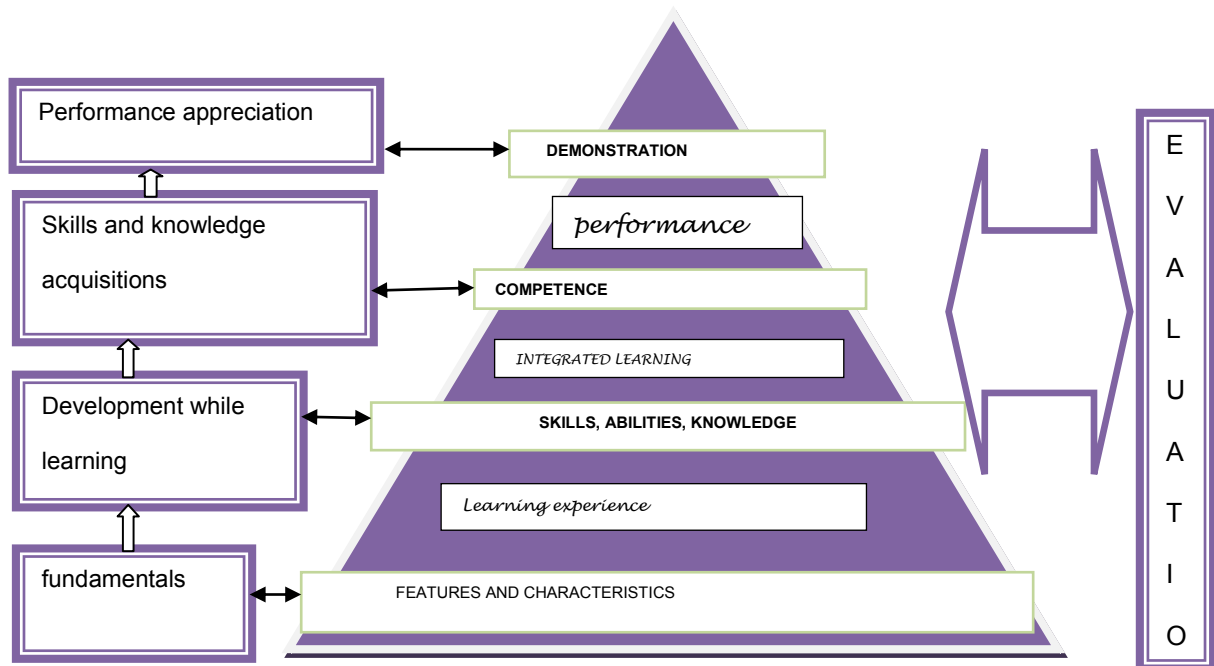 Performance appreciation
DEMONSTRATION
performance
Skills and knowledge
acquisitions
COMPETENCE
INTEGRATED LEARNING
Development while
learning
SKILLS, ABILITIES, KNOWLEDGE
Learning experience
fundamentals
FEATURES AND CHARACTERISTICS
E
V
A
L
U
A
T
I
O